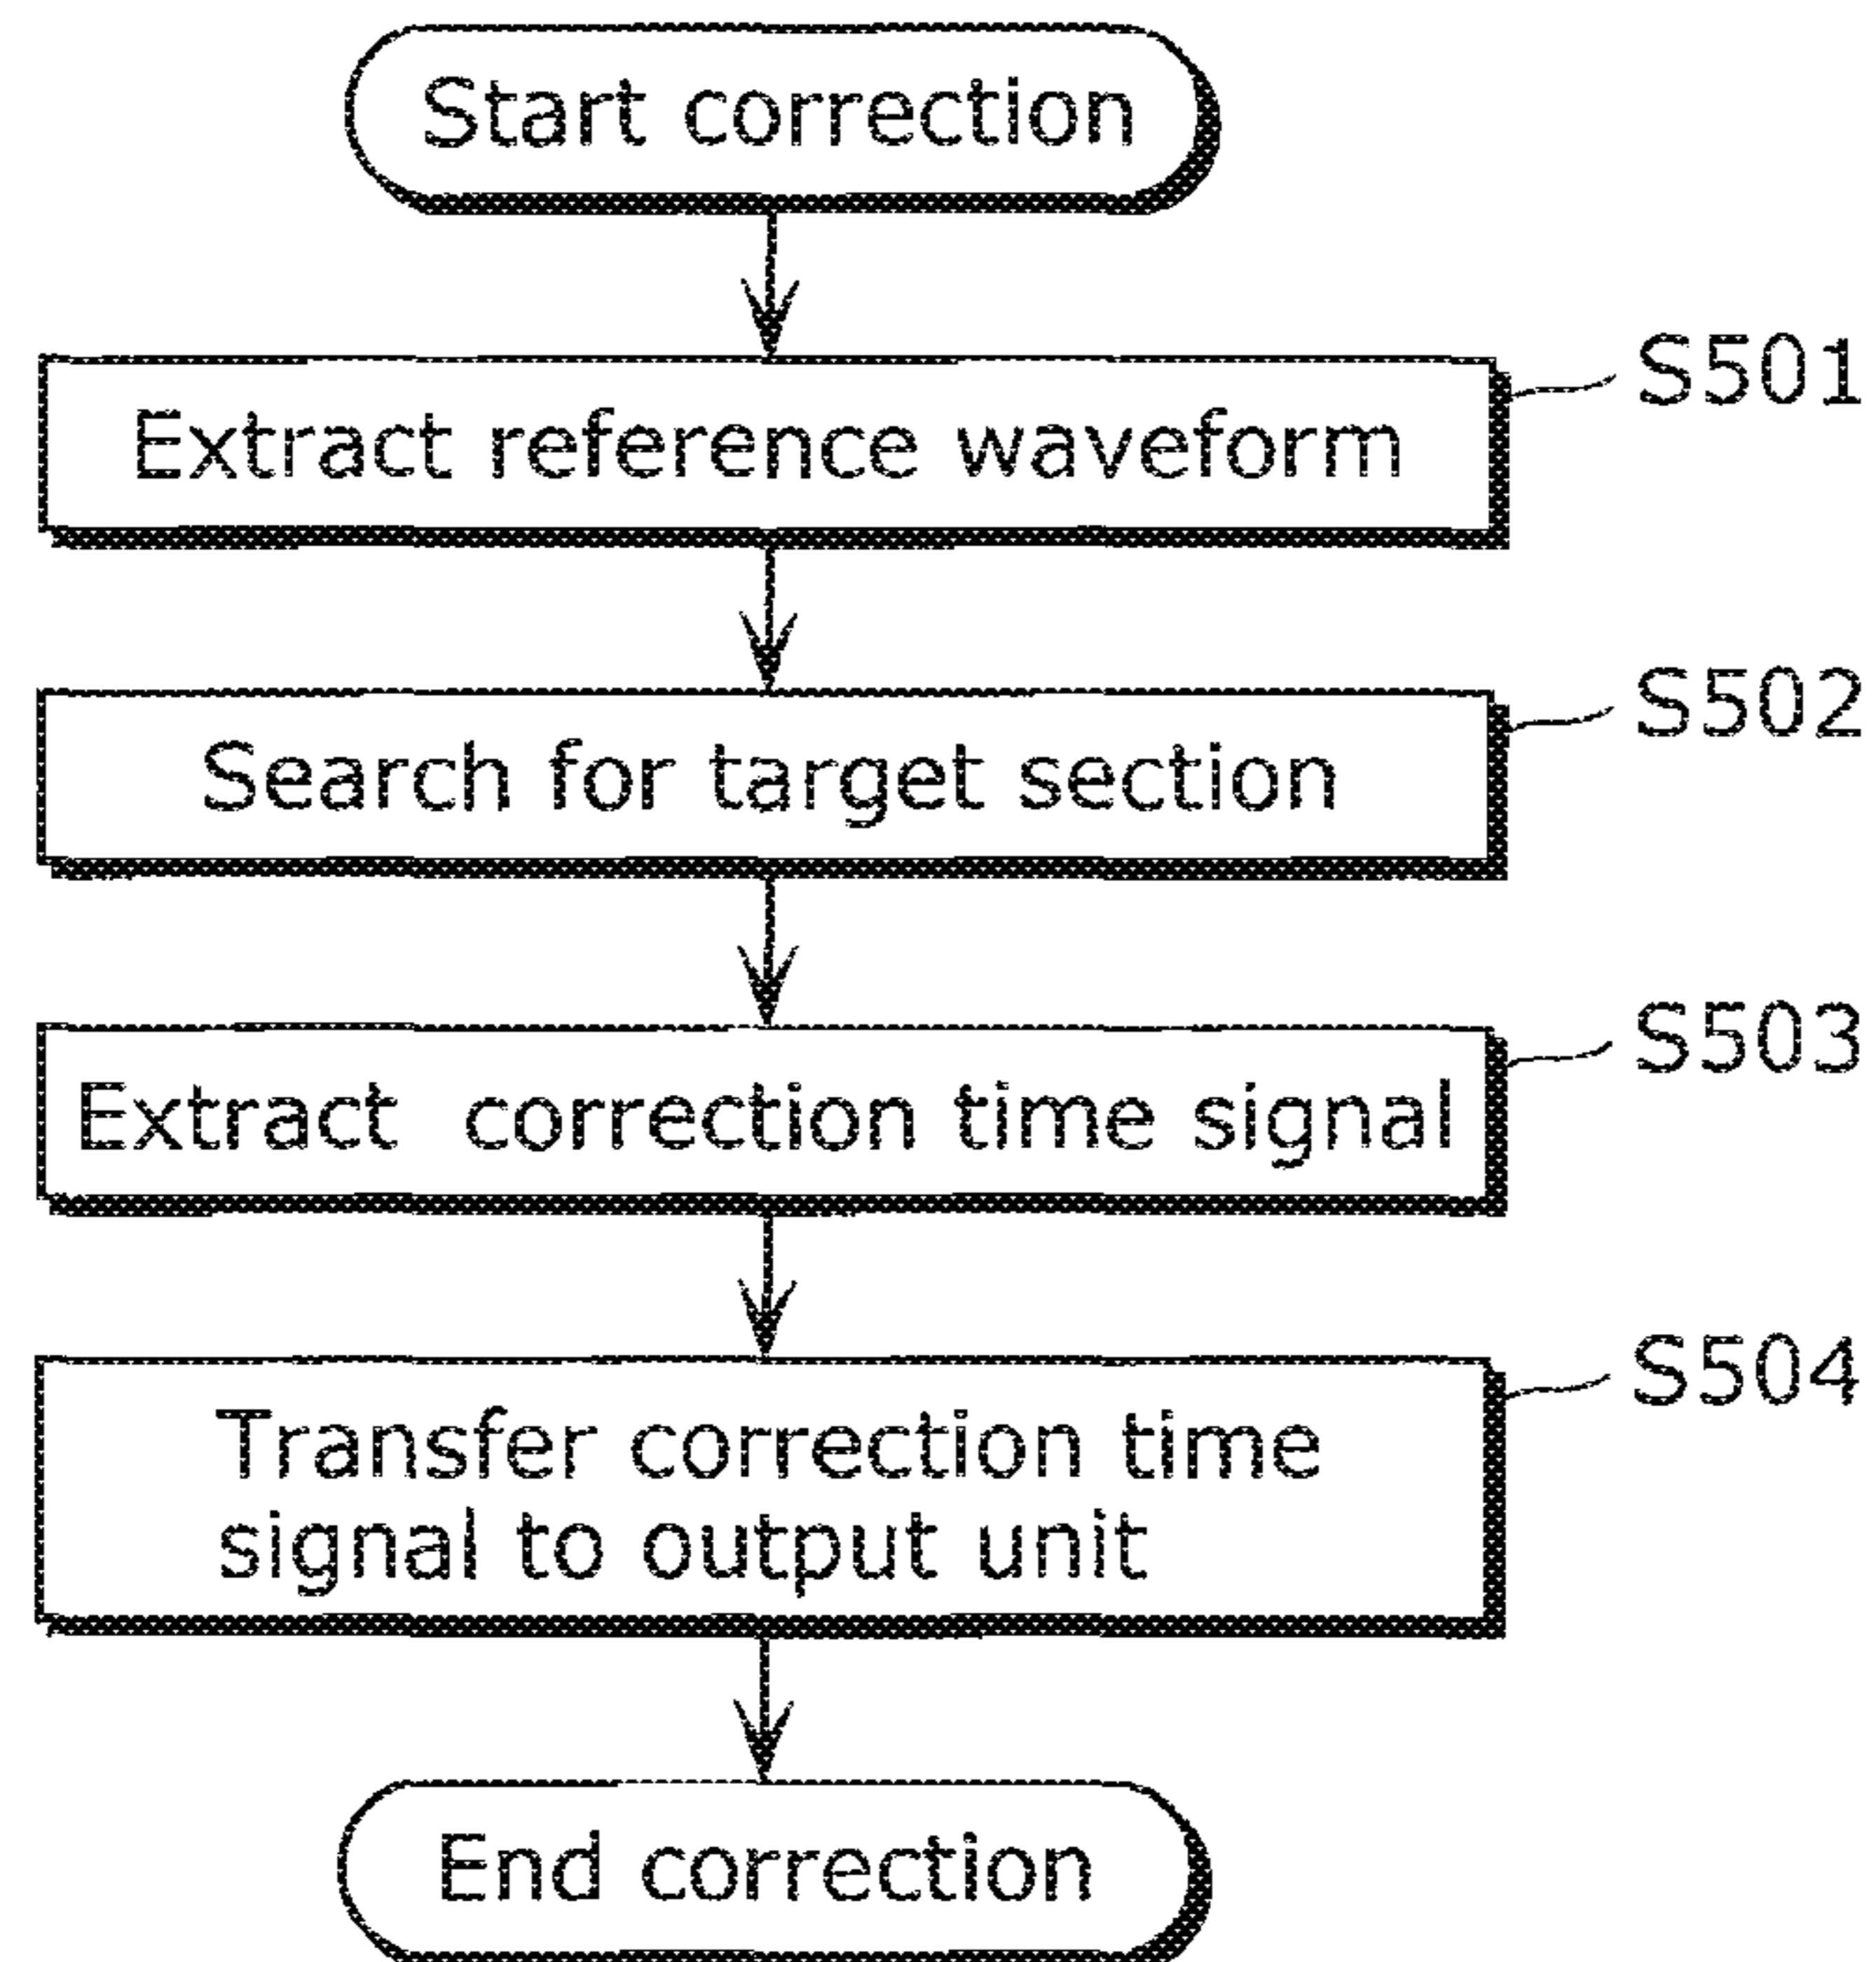 Start correction
S501
Extract reference waveform
S502
Search for target section
S503
Extract correction time signal
S504
Transfer correction time
signal to output unit
End correction